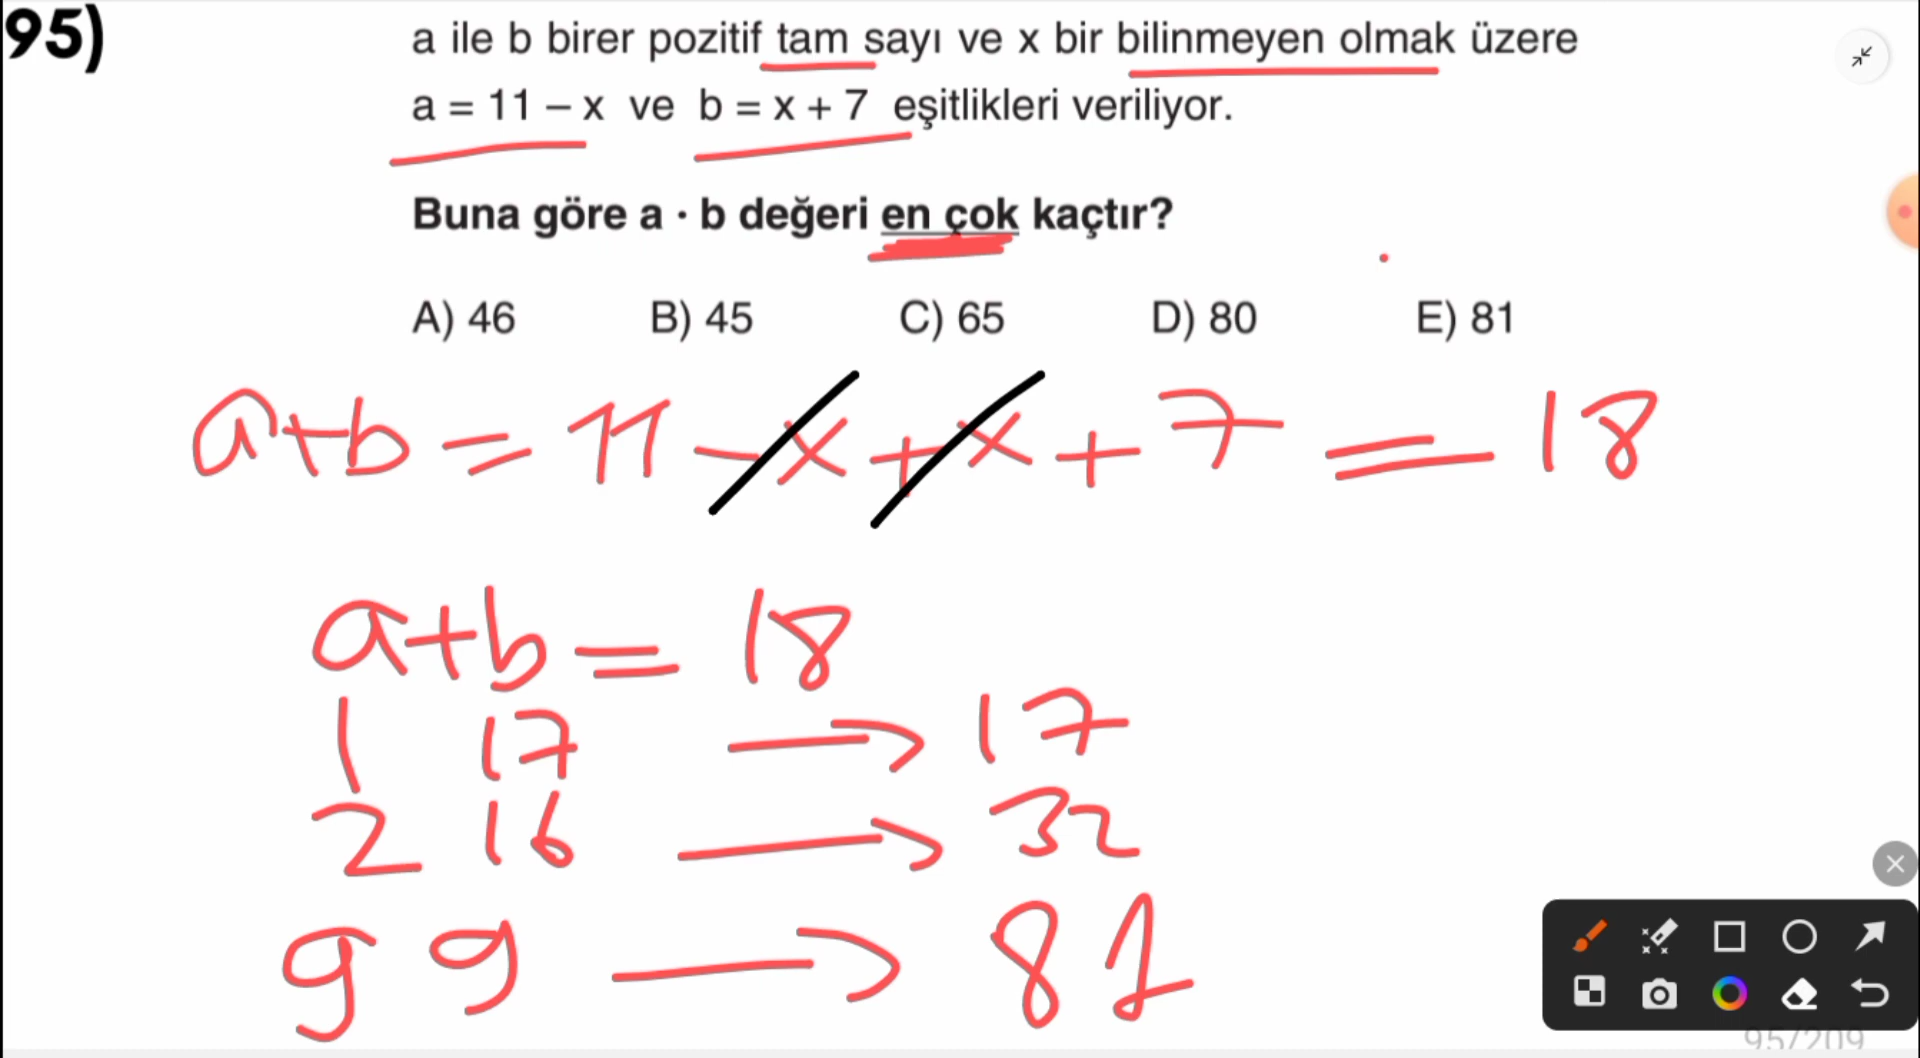 95)
a ile b birer pozitif tam sayı ve x bir bilinmeyen olmak üzere
a = 11 – x ve b = x + 7 eşitlikleri veriliyor.
Buna göre a · b değeri en çok kaçtır?
A) 46 B) 45 C) 65 D) 80 E) 81
a+b = 11 - x + x + 7 = 18
a+b = 18
1 17 → 17
2 16 → 32
9 9 → 81
95/209